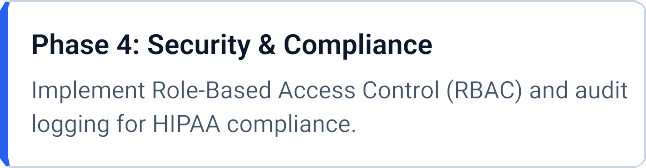 Phase 4: Security & Compliance
Implement Role-Based Access Control (RBAC) and audit
logging for HIPAA compliance.